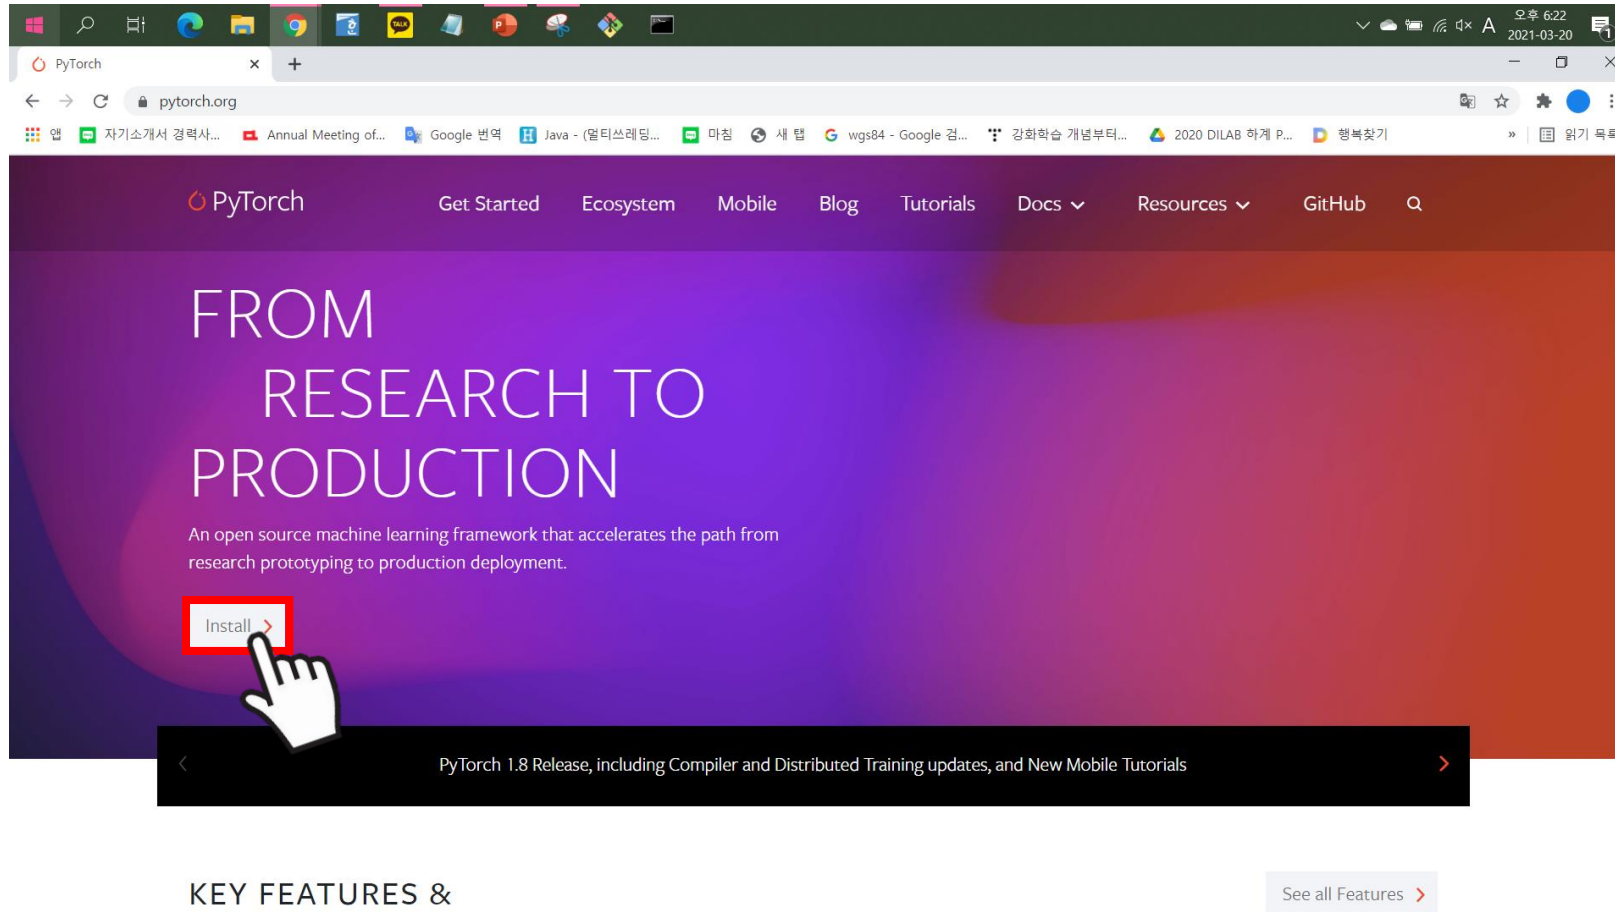 오후 6:22
A
2021-03-20
1
TALK
PyTorch
pytorch.org
앱 자기소개서 경력사... Annual Meeting of... Google 번역 H Java - (멀티쓰레딩... 마침 새 탭 G wgs84 - Google 검... 강화학습 개념부터... 2020 DILAB 하계 P... 행복찾기 » 읽기 목록
PyTorch Get Started Ecosystem Mobile Blog Tutorials Docs Resources GitHub
FROM
RESEARCH TO
PRODUCTION
An open source machine learning framework that accelerates the path from
research prototyping to production deployment.
Install
PyTorch 1.8 Release, including Compiler and Distributed Training updates, and New Mobile Tutorials
KEY FEATURES &
See all Features